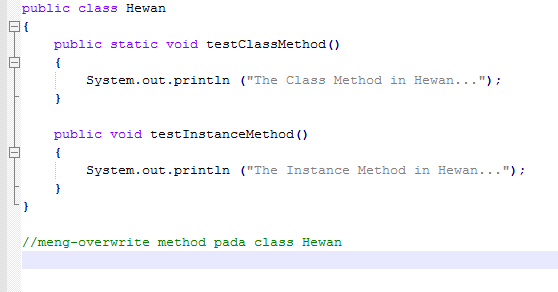 public class Hewan
{
public static void testClassMethod()
{
System.out.println ("The Class Method in Hewan...");
}
public void testInstanceMethod()
{
System.out.println ("The Instance Method in Hewan...");
}
}
//meng-overwrite method pada class Hewan